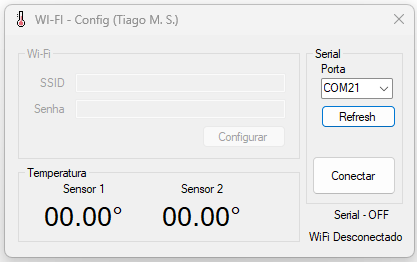 WI-FI - Config (Tiago M. S.)
Wi-Fi
SSID
Senha
Configurar
Serial
Porta
COM21
Refresh
Conectar
Temperatura
Sensor 1 Sensor 2
00.00° 00.00°
Serial - OFF
WiFi Desconectado